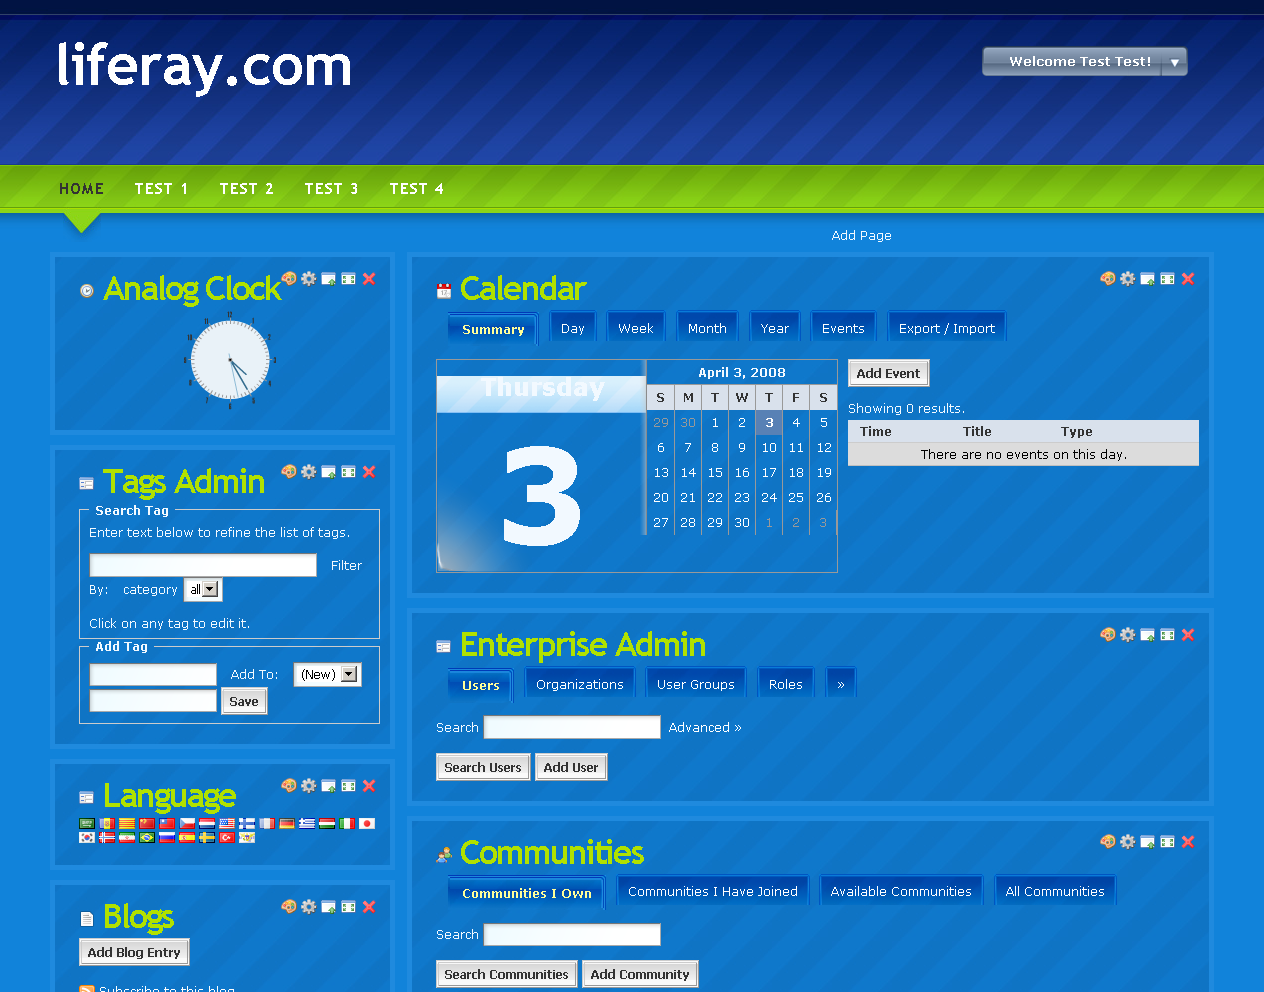 liferay.com
Welcome Test Test!
HOME TEST 1 TEST 2 TEST 3 TEST 4
Add Page
Analog Clock
Tags Admin
Search Tag
Enter text below to refine the list of tags.
Filter
By: category all
Click on any tag to edit it.
Add Tag
Add To: (New)
Save
Language
Blogs
Add Blog Entry
Subscribe to this blog
Calendar
Summary Day Week Month Year Events Export / Import
Thursday
3
April 3, 2008
S M T W T F S
29 30 1 2 3 4 5
6 7 8 9 10 11 12
13 14 15 16 17 18 19
20 21 22 23 24 25 26
27 28 29 30 1 2 3
Add Event
Showing 0 results.
Time Title Type
There are no events on this day.
Enterprise Admin
Users Organizations User Groups Roles »
Search Advanced »
Search Users Add User
Communities
Communities I Own Communities I Have Joined Available Communities All Communities
Search
Search Communities Add Community